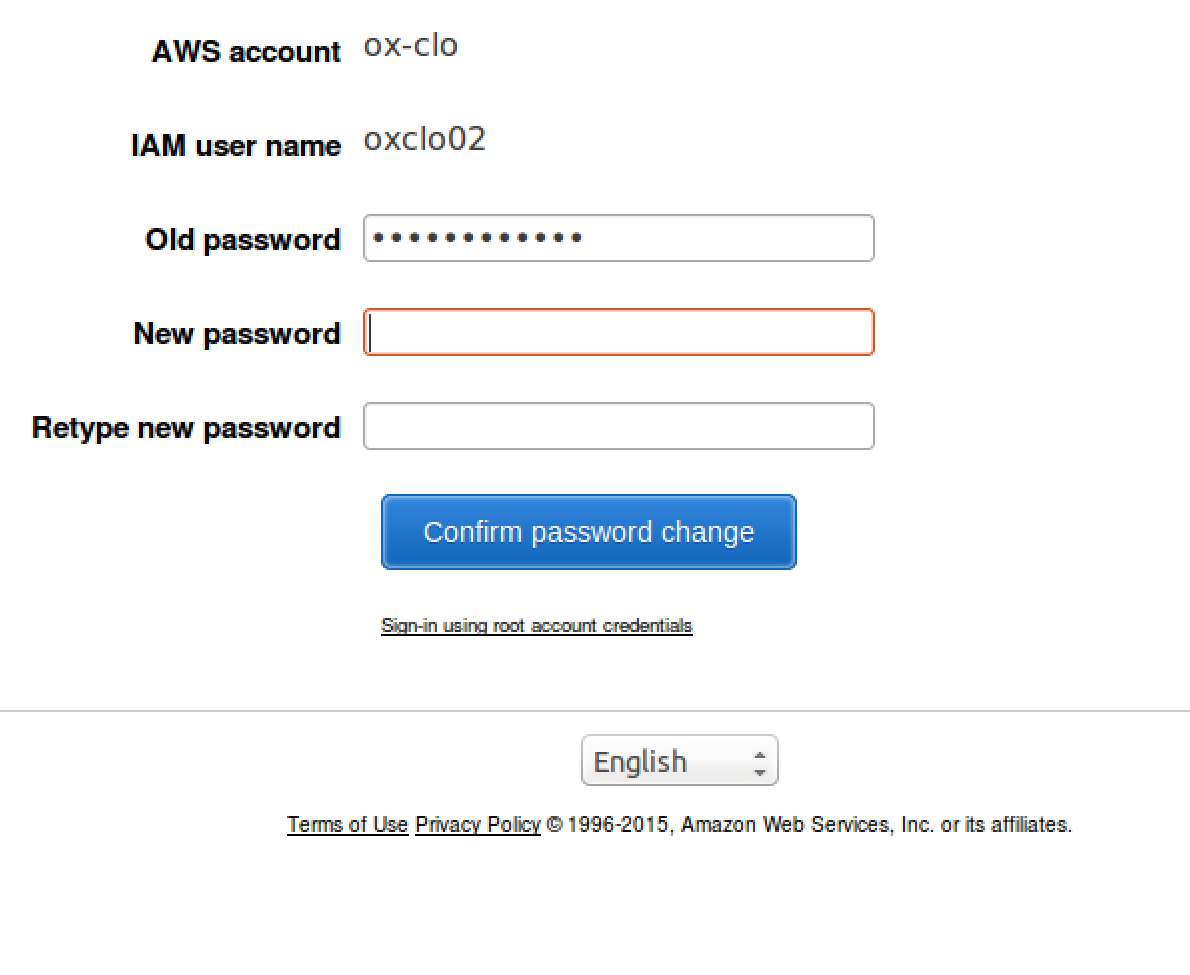 AWS account ox-clo
IAM user name oxclo02
Old password ••••••••••••
New password
Retype new password
Confirm password change
Sign-in using root account credentials
English
Terms of Use Privacy Policy © 1996-2015, Amazon Web Services, Inc. or its affiliates.